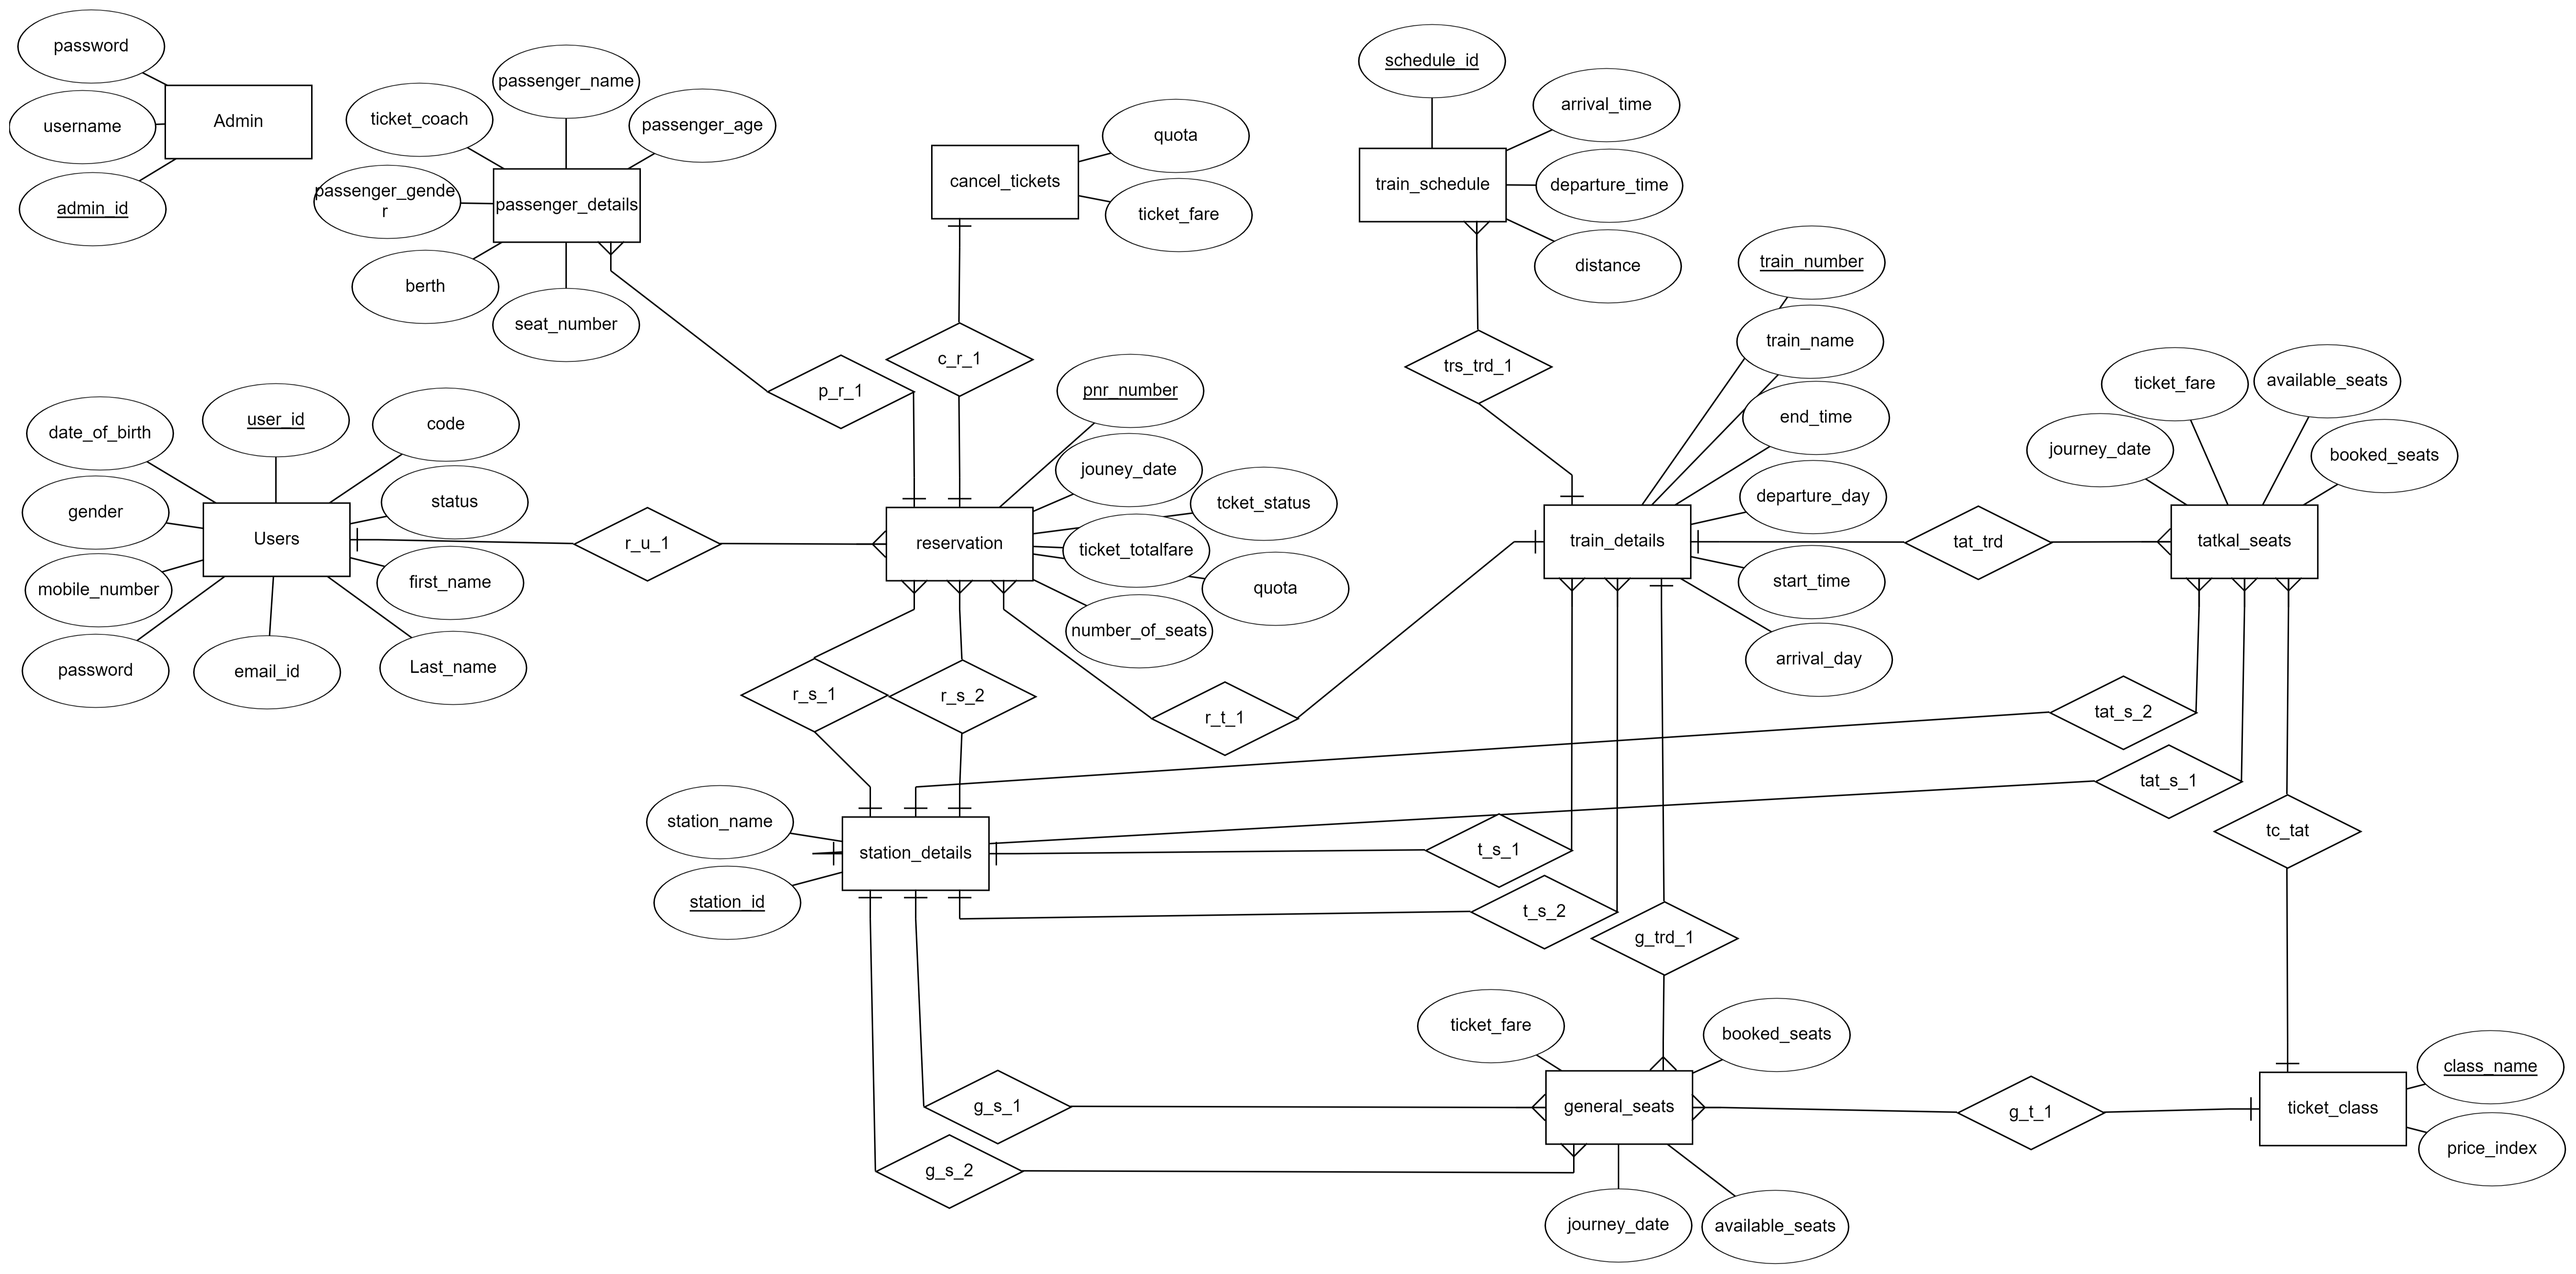 password
username
Admin
admin_id
passenger_name
ticket_coach
passenger_age
passenger_gende
r
passenger_details
berth
seat_number
quota
cancel_tickets
ticket_fare
schedule_id
arrival_time
train_schedule
departure_time
distance
train_number
train_name
end_time
departure_day
train_details
start_time
arrival_day
trs_trd_1
c_r_1
p_r_1
pnr_number
jouney_date
tcket_status
reservation
ticket_totalfare
quota
number_of_seats
user_id
date_of_birth
code
gender
status
Users
mobile_number
first_name
password
email_id
Last_name
r_u_1
r_s_1
r_s_2
r_t_1
tat_trd
ticket_fare
available_seats
journey_date
booked_seats
tatkal_seats
tat_s_2
tat_s_1
tc_tat
station_name
station_details
station_id
t_s_1
t_s_2
g_trd_1
ticket_fare
booked_seats
general_seats
journey_date
available_seats
g_s_1
g_s_2
g_t_1
class_name
ticket_class
price_index